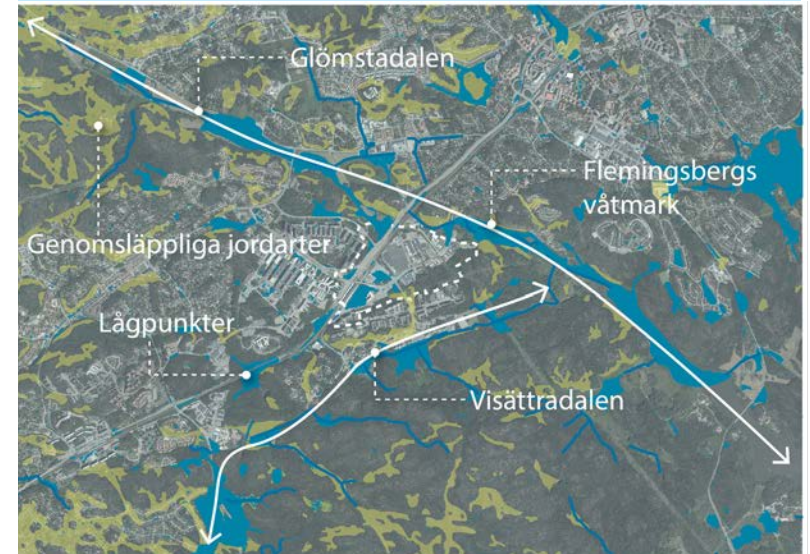 Glömstadalen
Flemingsbergs
våtmark
Genomsläppliga jordarter
Lågpunkter
Visättradalen